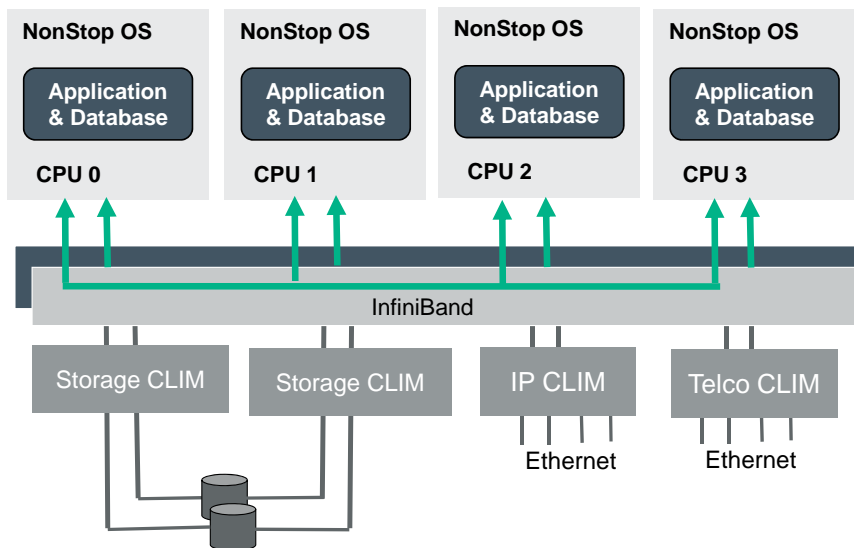 NonStop OS
Application
& Database
CPU 0
NonStop OS
Application
& Database
CPU 1
NonStop OS
Application
& Database
CPU 2
NonStop OS
Application
& Database
CPU 3
InfiniBand
Storage CLIM
Storage CLIM
IP CLIM
Telco CLIM
Ethernet
Ethernet